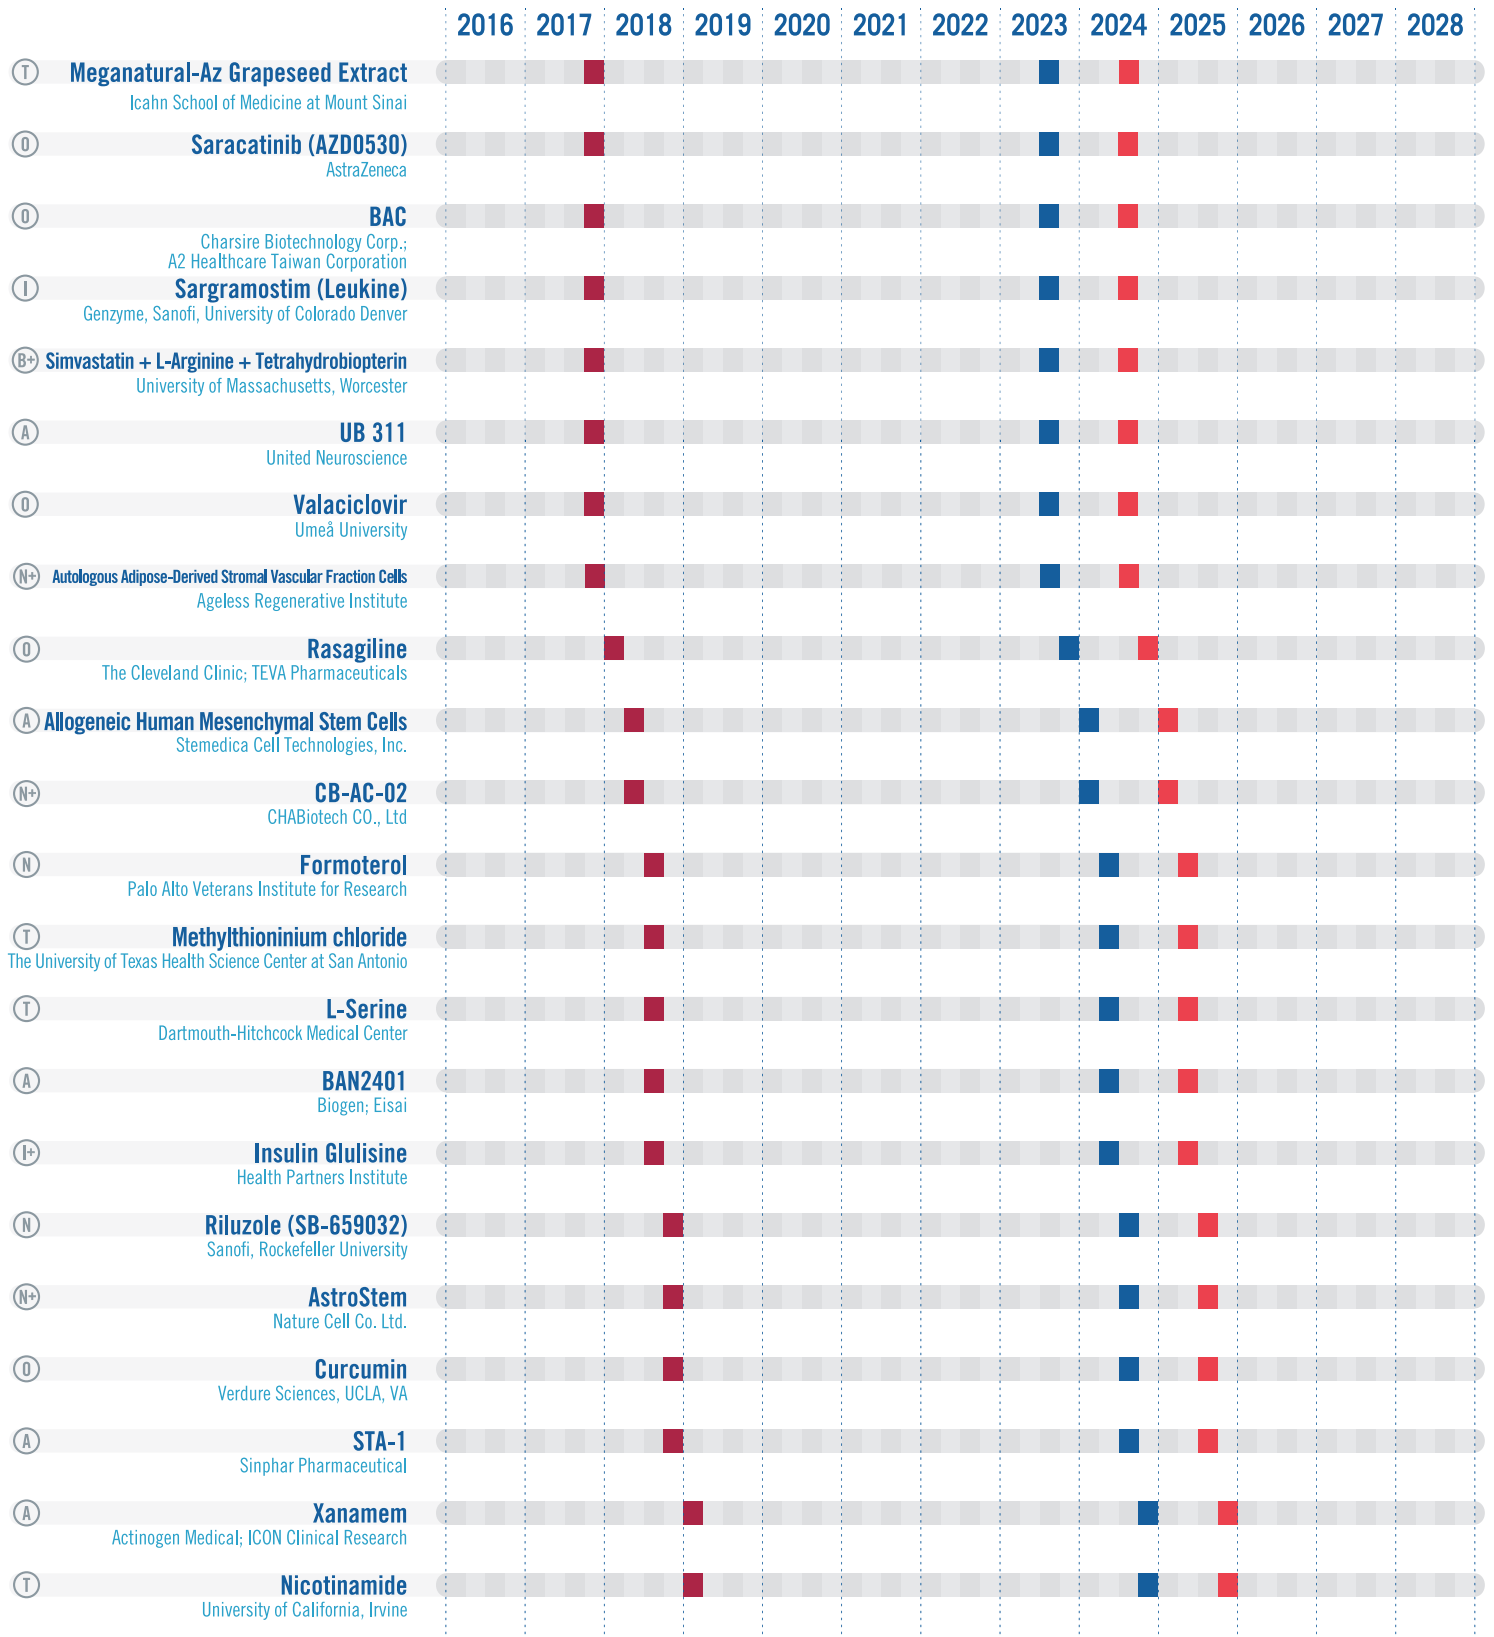 2016 2017 2018 2019 2020 2021 2022 2023 2024 2025 2026 2027 2028
T Meganatural-Az Grapeseed Extract
Icahn School of Medicine at Mount Sinai
O Saracatinib (AZD0530)
AstraZeneca
O BAC
Charsire Biotechnology Corp.;
A2 Healthcare Taiwan Corporation
I Sargramostim (Leukine)
Genzyme, Sanofi, University of Colorado Denver
B+ Simvastatin + L-Arginine + Tetrahydrobiopterin
University of Massachusetts, Worcester
A UB 311
United Neuroscience
O Valaciclovir
Umeå University
N+ Autologous Adipose-Derived Stromal Vascular Fraction Cells
Ageless Regenerative Institute
O Rasagiline
The Cleveland Clinic; TEVA Pharmaceuticals
A Allogeneic Human Mesenchymal Stem Cells
Stemedica Cell Technologies, Inc.
N+ CB-AC-02
CHABiotech CO., Ltd
N Formoterol
Palo Alto Veterans Institute for Research
T Methylthioninium chloride
The University of Texas Health Science Center at San Antonio
T L-Serine
Dartmouth-Hitchcock Medical Center
A BAN2401
Biogen; Eisai
I+ Insulin Glulisine
Health Partners Institute
N Riluzole (SB-659032)
Sanofi, Rockefeller University
N+ AstroStem
Nature Cell Co. Ltd.
O Curcumin
Verdure Sciences, UCLA, VA
A STA-1
Sinphar Pharmaceutical
A Xanamem
Actinogen Medical; ICON Clinical Research
T Nicotinamide
University of California, Irvine